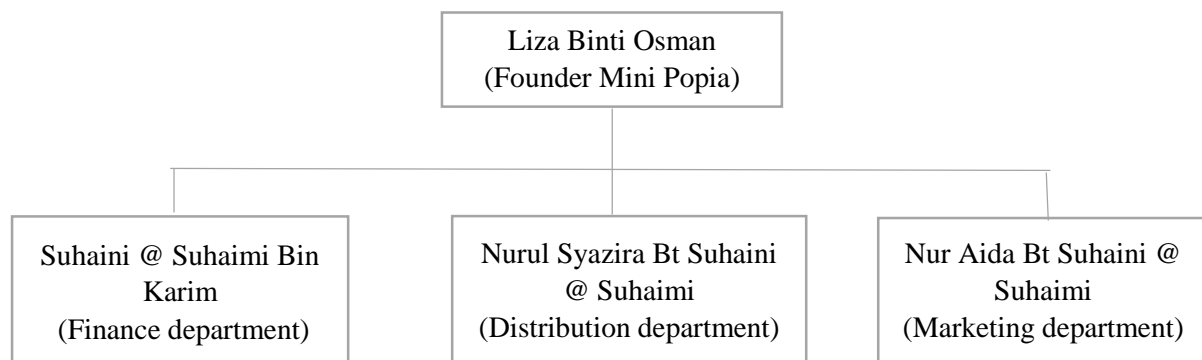 Liza Binti Osman
(Founder Mini Popia)
Suhaini @ Suhaimi Bin
Karim
(Finance department)
Nurul Syazira Bt Suhaini
@ Suhaimi
(Distribution department)
Nur Aida Bt Suhaini @
Suhaimi
(Marketing department)